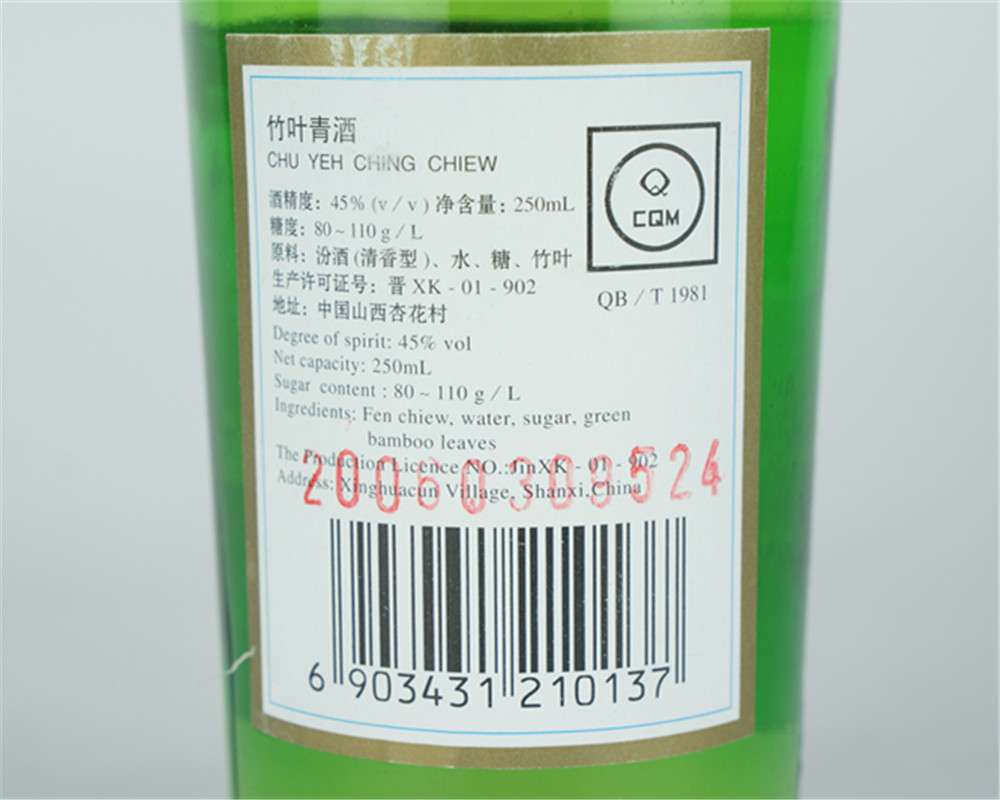 竹叶青酒
CHU YEH CHING CHIEW
酒精度: 45% (v / v) 净含量: 250mL
糖度: 80 ~ 110 g / L
原料: 汾酒 (清香型)、水、糖、竹叶
生产许可证号: 晋 XK - 01 - 902
地址: 中国山西杏花村
Q
CQM
QB / T 1981
Degree of spirit: 45% vol
Net capacity: 250mL
Sugar content : 80 ~ 110 g / L
Ingredients: Fen chiew, water, sugar, green
bamboo leaves
The Production Licence NO.:JinXK - 01 - 902
Address: Xinghuacun Village, Shanxi,China
20060308524
6 903431 210137